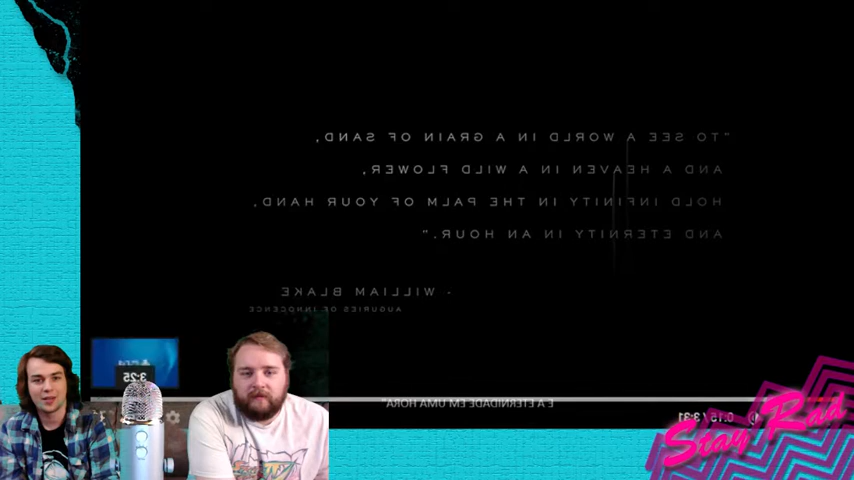 "TO SEE A WORLD IN A GRAIN OF SAND,
AND A HEAVEN IN A WILD FLOWER,
HOLD INFINITY IN THE PALM OF YOUR HAND,
AND ETERNITY IN AN HOUR."
- WILLIAM BLAKE
AUGURIES OF INNOCENCE
3:25
E A ETERNIDADE EM UMA HORA"
0:15 / 3:31
Stay Rad